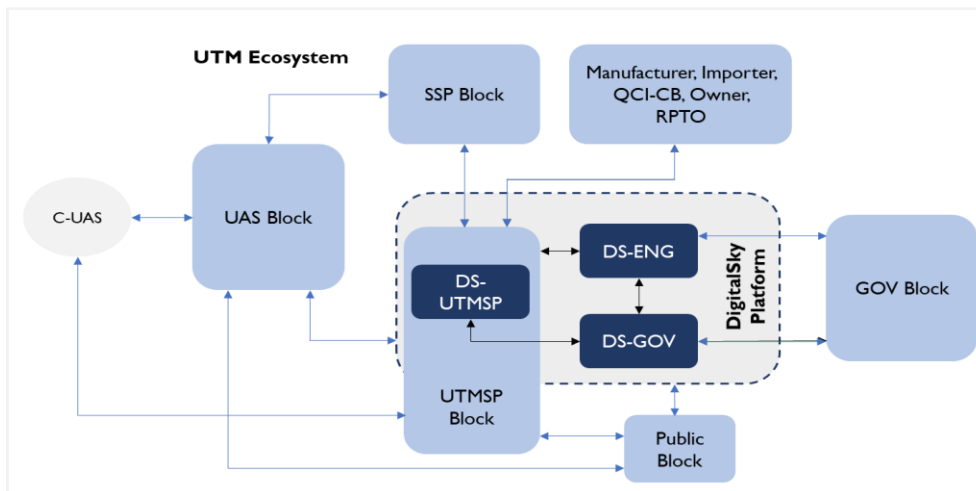 UTM Ecosystem
SSP Block
Manufacturer, Importer,
QCI-CB, Owner,
RPTO
C-UAS
UAS Block
DS-
UTMSP
UTMSP
Block
DS-ENG
DS-GOV
DigitalSky
Platform
GOV Block
Public
Block